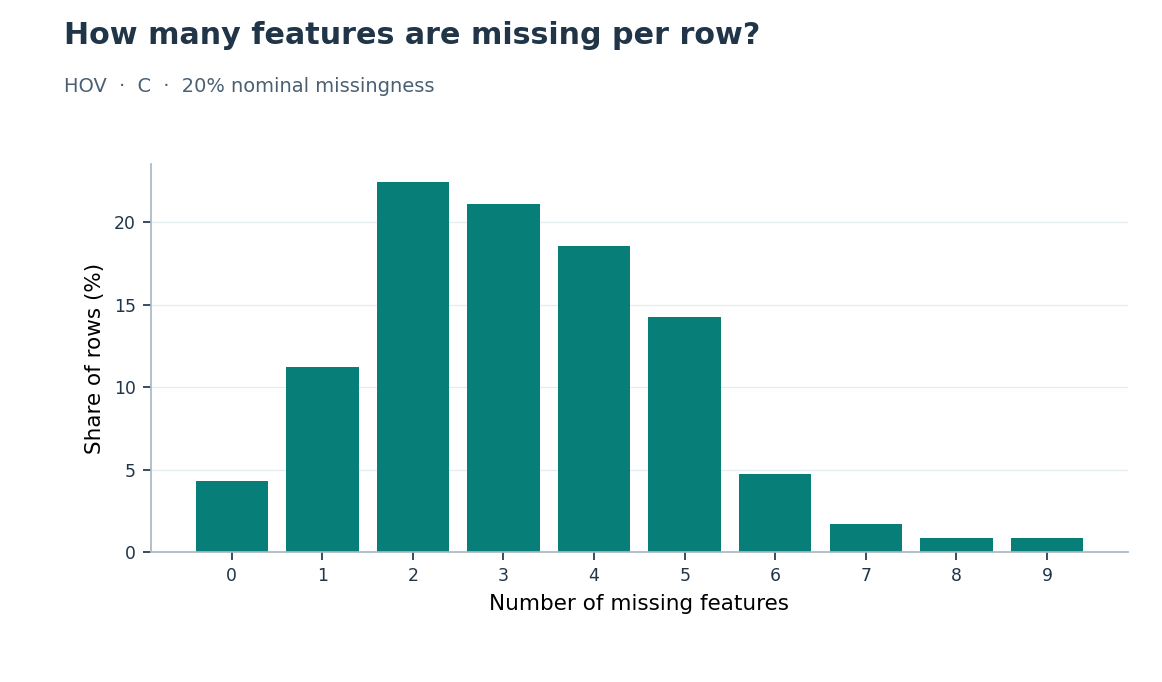 How many features are missing per row?
HOV · C · 20% nominal missingness
Share of rows (%)
20
15
10
5
0
0 1 2 3 4 5 6 7 8 9
Number of missing features